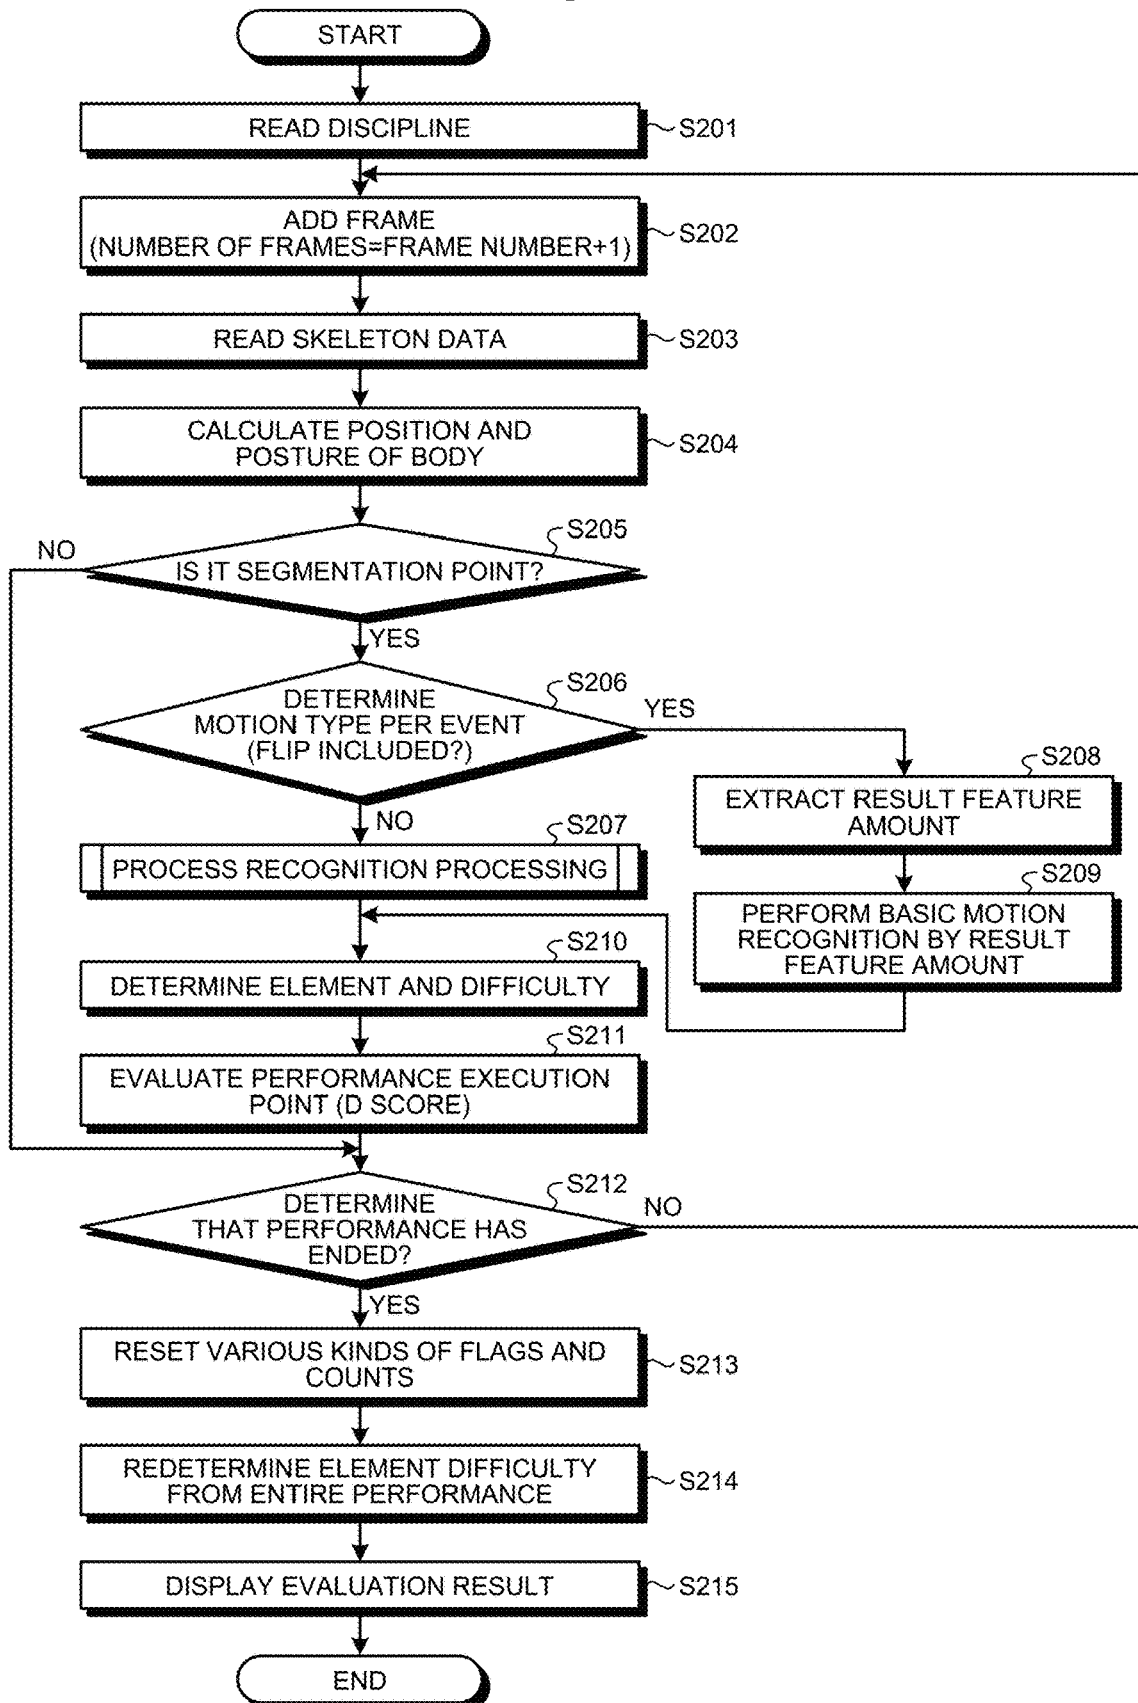 START
READ DISCIPLINE
S201
ADD FRAME
(NUMBER OF FRAMES=FRAME NUMBER+1)
S202
READ SKELETON DATA
S203
CALCULATE POSITION AND
POSTURE OF BODY
S204
S205
NO
IS IT SEGMENTATION POINT?
YES
S206
DETERMINE
MOTION TYPE PER EVENT
(FLIP INCLUDED?)
YES
NO
S208
EXTRACT RESULT FEATURE
AMOUNT
S207
PROCESS RECOGNITION PROCESSING
S209
PERFORM BASIC MOTION
RECOGNITION BY RESULT
FEATURE AMOUNT
S210
DETERMINE ELEMENT AND DIFFICULTY
S211
EVALUATE PERFORMANCE EXECUTION
POINT (D SCORE)
S212
DETERMINE
THAT PERFORMANCE HAS
ENDED?
NO
YES
RESET VARIOUS KINDS OF FLAGS AND
COUNTS
S213
REDETERMINE ELEMENT DIFFICULTY
FROM ENTIRE PERFORMANCE
S214
DISPLAY EVALUATION RESULT
S215
END